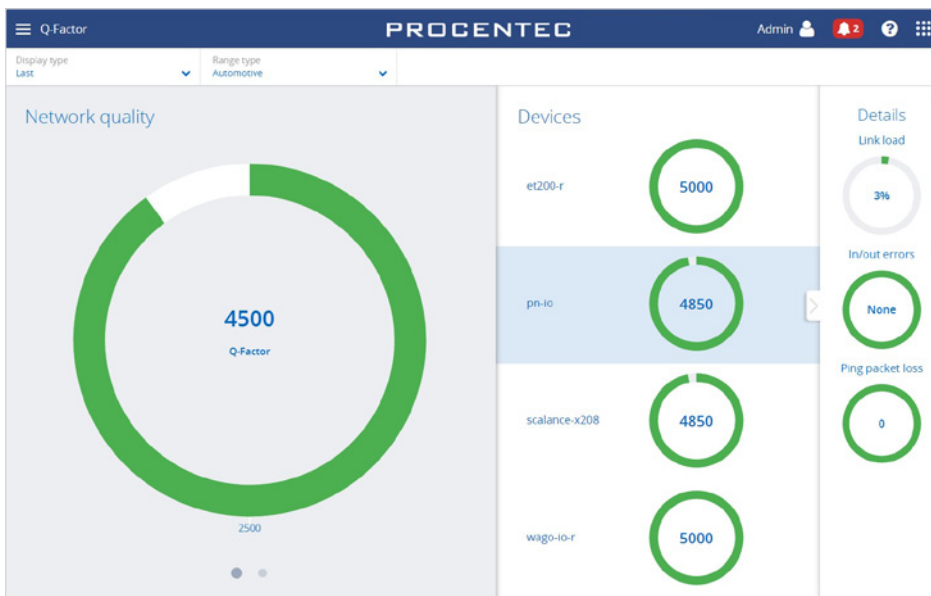 Q-Factor
PROCENTEC
Admin
2
?
Display type
Last
Range type
Automotive
Network quality
4500
Q-Factor
2500
Devices
et200-r
5000
pn-io
4850
scalance-x208
4850
wago-io-r
5000
Details
Link load
3%
In/out errors
None
Ping packet loss
0